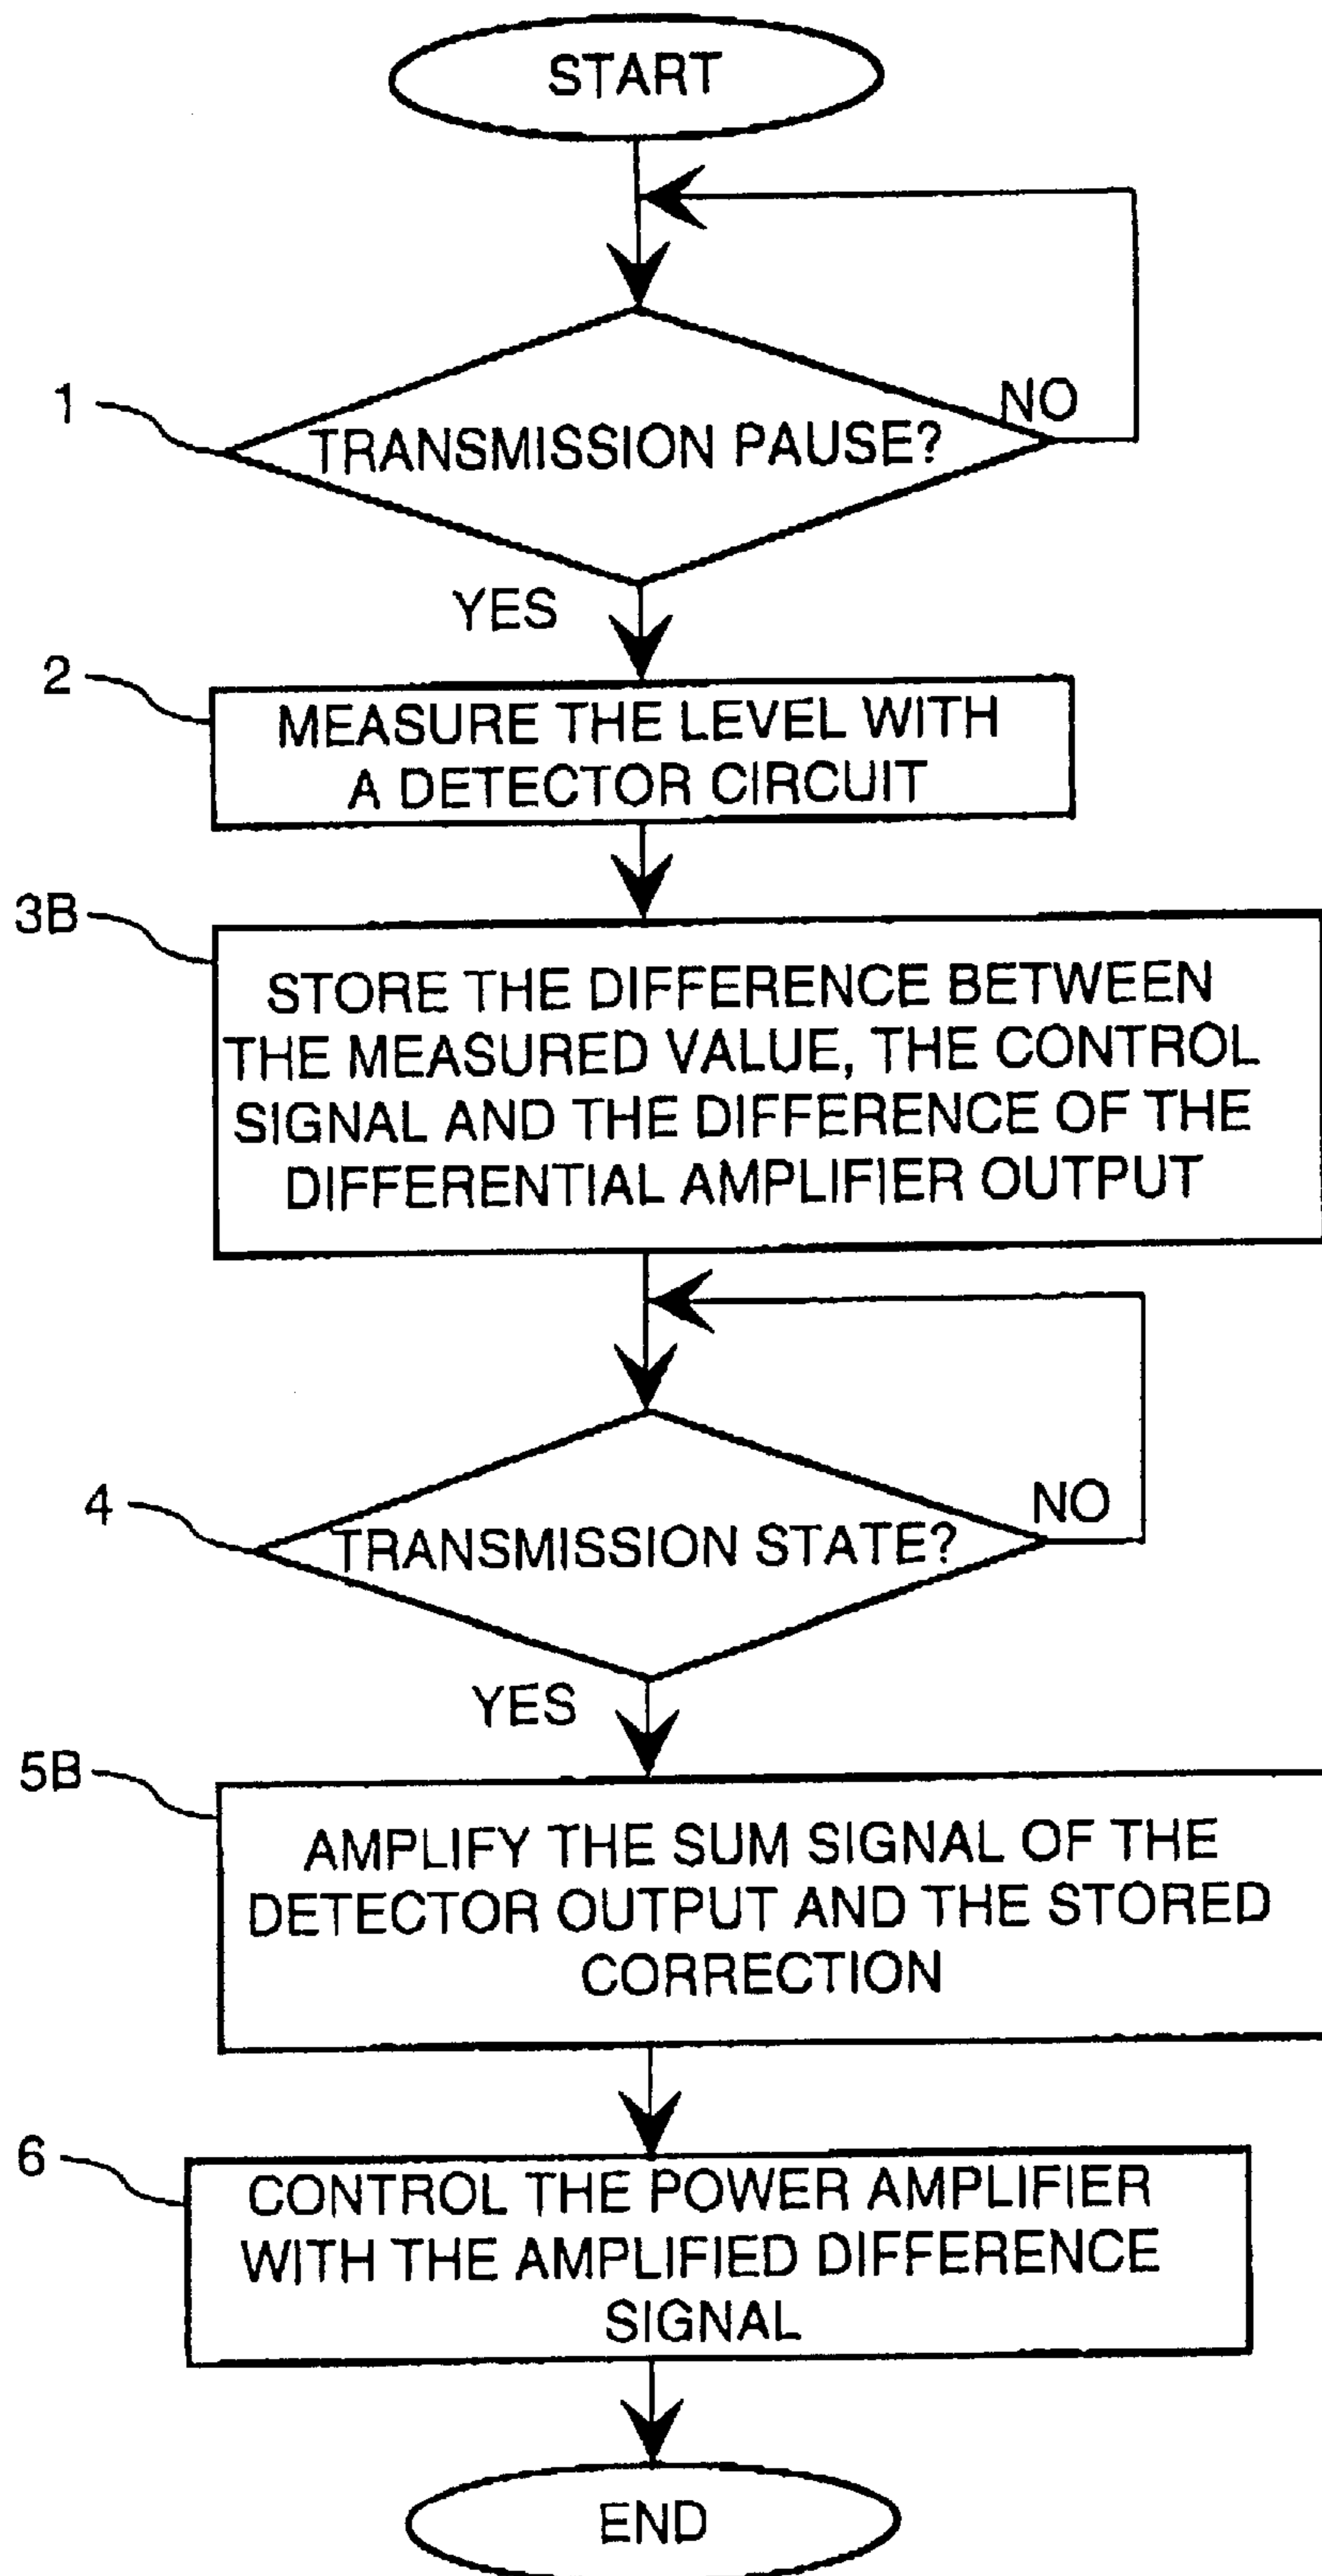 START
1
TRANSMISSION PAUSE?
NO
YES
2
MEASURE THE LEVEL WITH
A DETECTOR CIRCUIT
3B
STORE THE DIFFERENCE BETWEEN
THE MEASURED VALUE, THE CONTROL
SIGNAL AND THE DIFFERENCE OF THE
DIFFERENTIAL AMPLIFIER OUTPUT
4
TRANSMISSION STATE?
NO
YES
5B
AMPLIFY THE SUM SIGNAL OF THE
DETECTOR OUTPUT AND THE STORED
CORRECTION
6
CONTROL THE POWER AMPLIFIER
WITH THE AMPLIFIED DIFFERENCE
SIGNAL
END